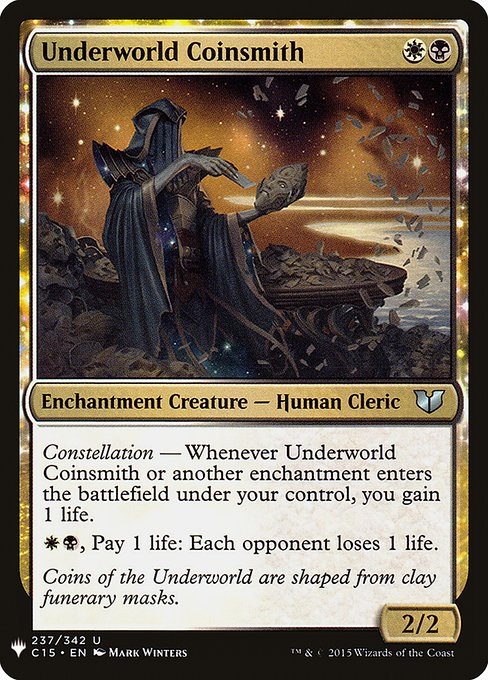 Underworld Coinsmith
Enchantment Creature — Human Cleric
Constellation — Whenever Underworld
Coinsmith or another enchantment enters
the battlefield under your control, you gain
1 life.
, Pay 1 life: Each opponent loses 1 life.
Coins of the Underworld are shaped from clay
funerary masks.
2/2
237/342 U
C15 • EN Mark Winters
™ & © 2015 Wizards of the Coast